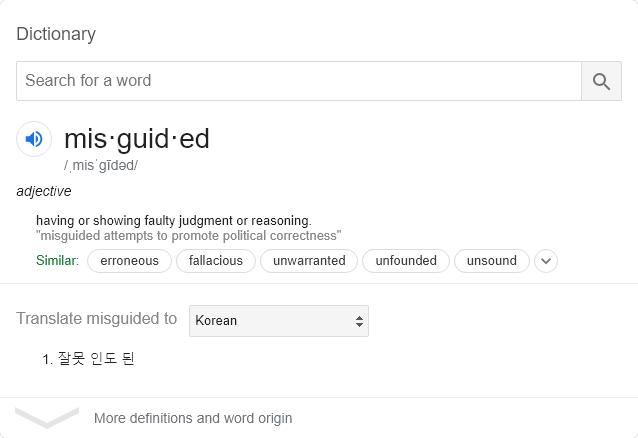 Dictionary
Search for a word
mis·guid·ed
/ˌmisˈɡīdəd/
adjective
having or showing faulty judgment or reasoning.
"misguided attempts to promote political correctness"
Similar: erroneous fallacious unwarranted unfounded unsound
Translate misguided to Korean
1. 잘못 인도 된
More definitions and word origin